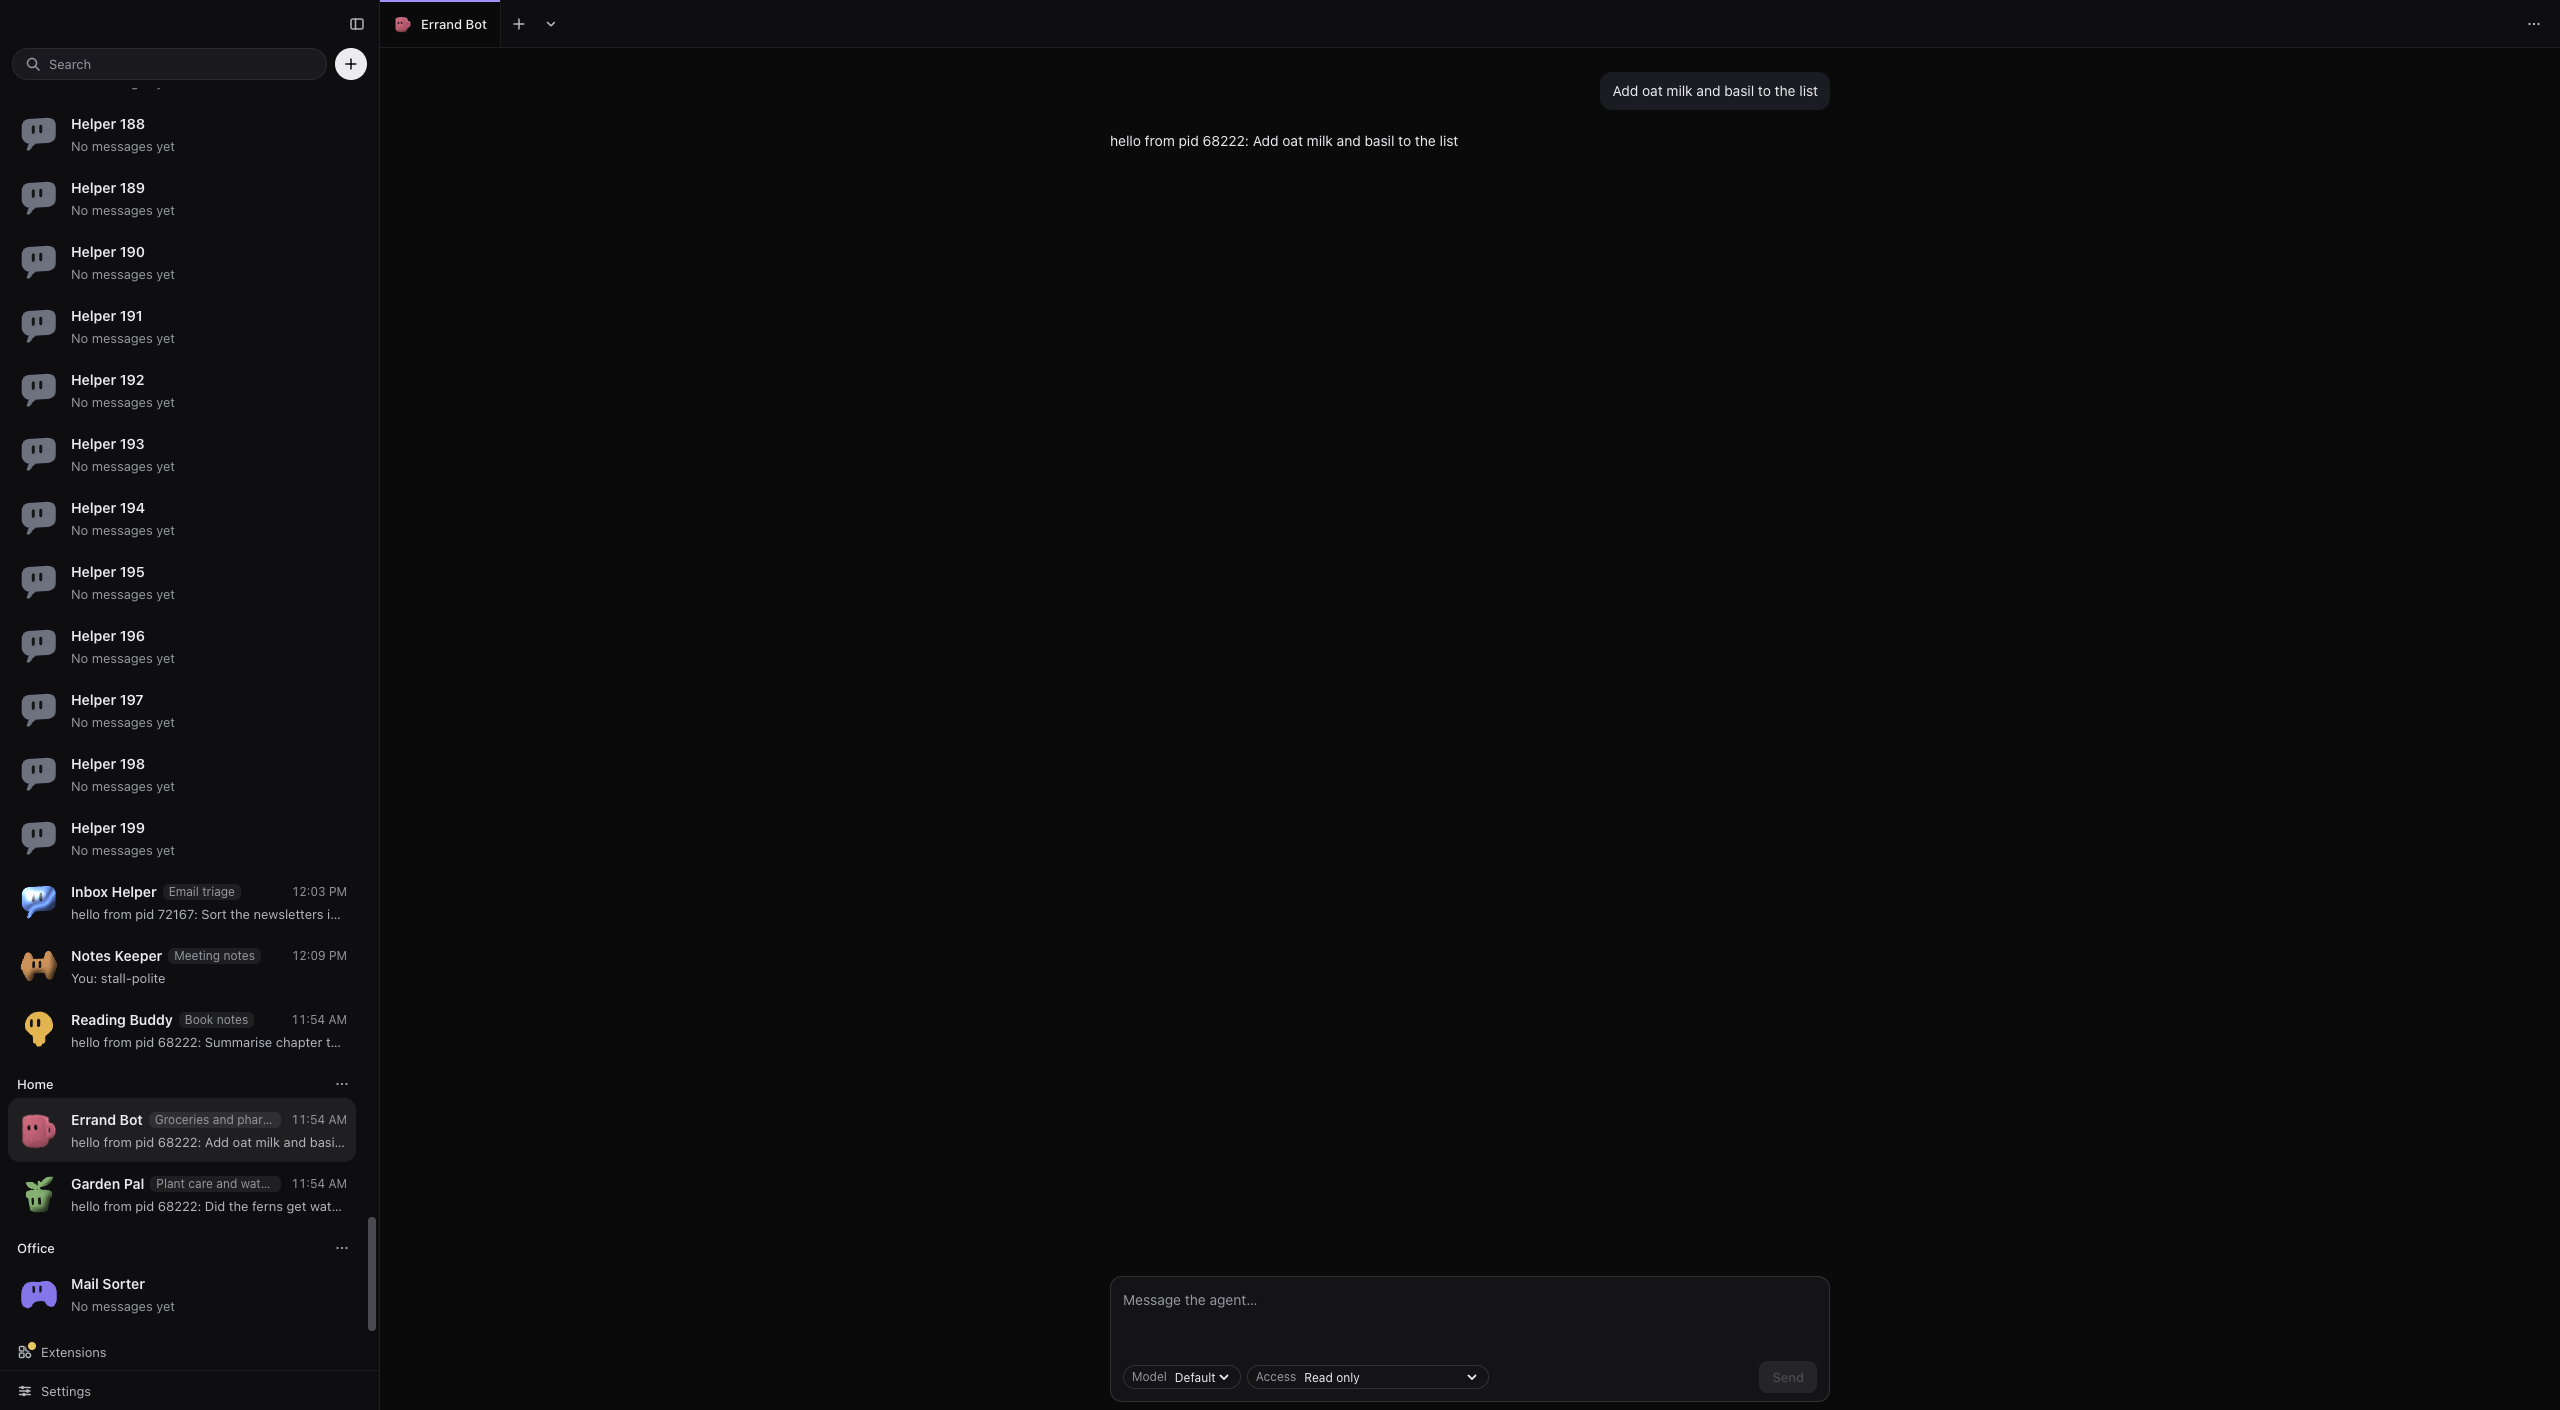 Errand Bot
Search
Helper 188
No messages yet
Helper 189
No messages yet
Helper 190
No messages yet
Helper 191
No messages yet
Helper 192
No messages yet
Helper 193
No messages yet
Helper 194
No messages yet
Helper 195
No messages yet
Helper 196
No messages yet
Helper 197
No messages yet
Helper 198
No messages yet
Helper 199
No messages yet
Inbox Helper Email triage 12:03 PM
hello from pid 72167: Sort the newsletters i...
Notes Keeper Meeting notes 12:09 PM
You: stall-polite
Reading Buddy Book notes 11:54 AM
hello from pid 68222: Summarise chapter t...
Home
Errand Bot Groceries and phar... 11:54 AM
hello from pid 68222: Add oat milk and basi...
Garden Pal Plant care and wat... 11:54 AM
hello from pid 68222: Did the ferns get wat...
Office
Mail Sorter
No messages yet
Extensions
Settings
Add oat milk and basil to the list
hello from pid 68222: Add oat milk and basil to the list
Message the agent...
Model Default Access Read only Send